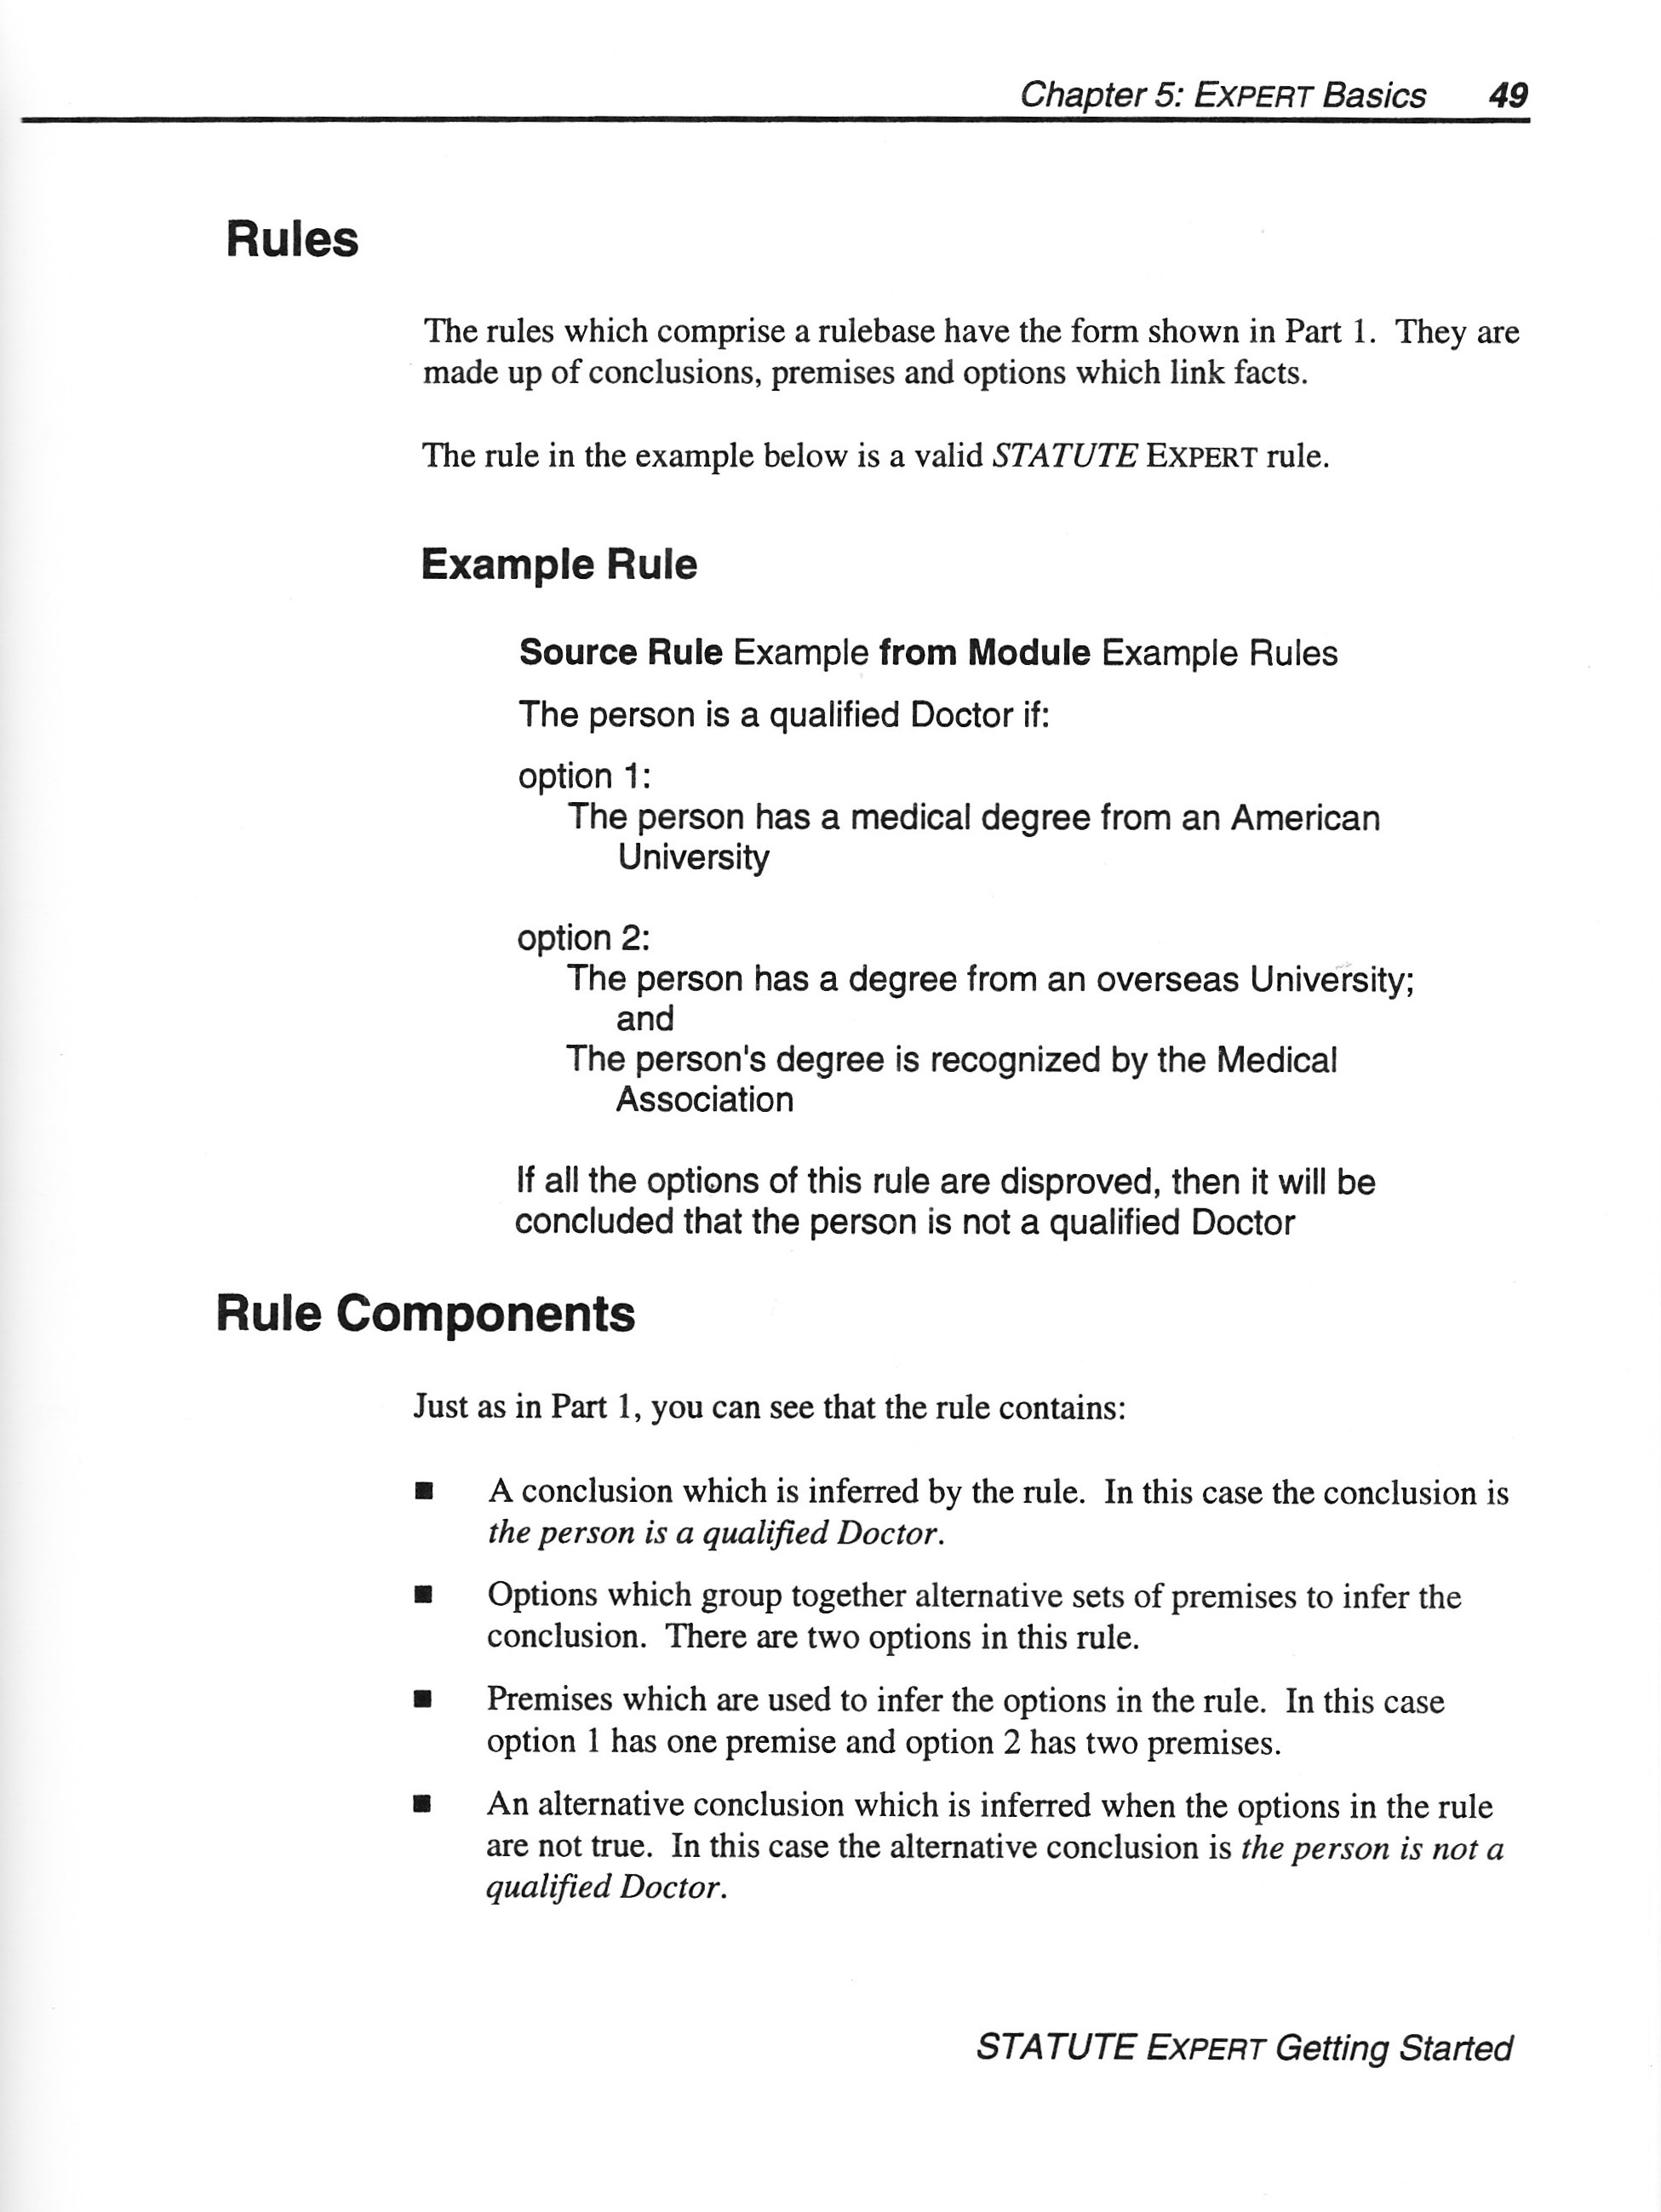 Chapter 5: EXPERT Basics 49
Rules
The rules which comprise a rulebase have the form shown in Part 1. They are
made up of conclusions, premises and options which link facts.
The rule in the example below is a valid STATUTE EXPERT rule.
Example Rule
Source Rule Example from Module Example Rules
The person is a qualified Doctor if:
option 1:
The person has a medical degree from an American
University
option 2:
The person has a degree from an overseas University;
and
The person's degree is recognized by the Medical
Association
If all the options of this rule are disproved, then it will be
concluded that the person is not a qualified Doctor
Rule Components
Just as in Part 1, you can see that the rule contains:
■ A conclusion which is inferred by the rule. In this case the conclusion is
the person is a qualified Doctor.
■ Options which group together alternative sets of premises to infer the
conclusion. There are two options in this rule.
■ Premises which are used to infer the options in the rule. In this case
option 1 has one premise and option 2 has two premises.
■ An alternative conclusion which is inferred when the options in the rule
are not true. In this case the alternative conclusion is the person is not a
qualified Doctor.
STATUTE EXPERT Getting Started